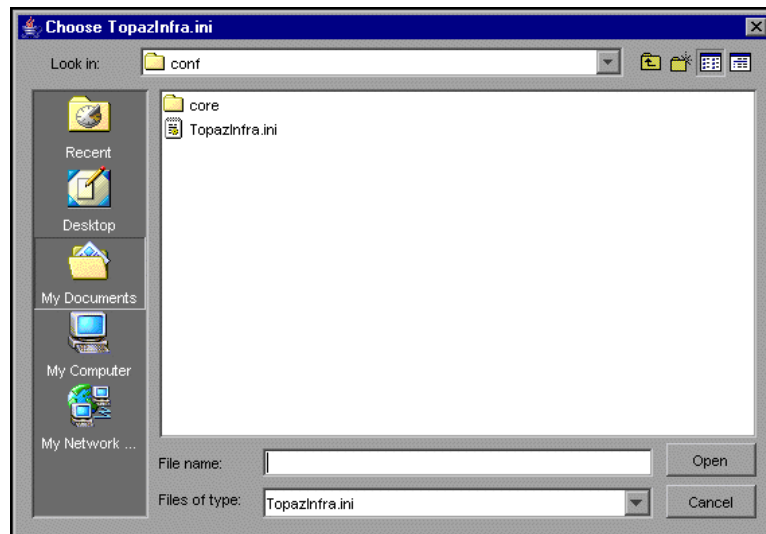 Choose TopazInfra.ini
Look in:
conf
Recent
Desktop
My Documents
My Computer
My Network ...
core
TopazInfra.ini
File name:
Open
Files of type:
TopazInfra.ini
Cancel